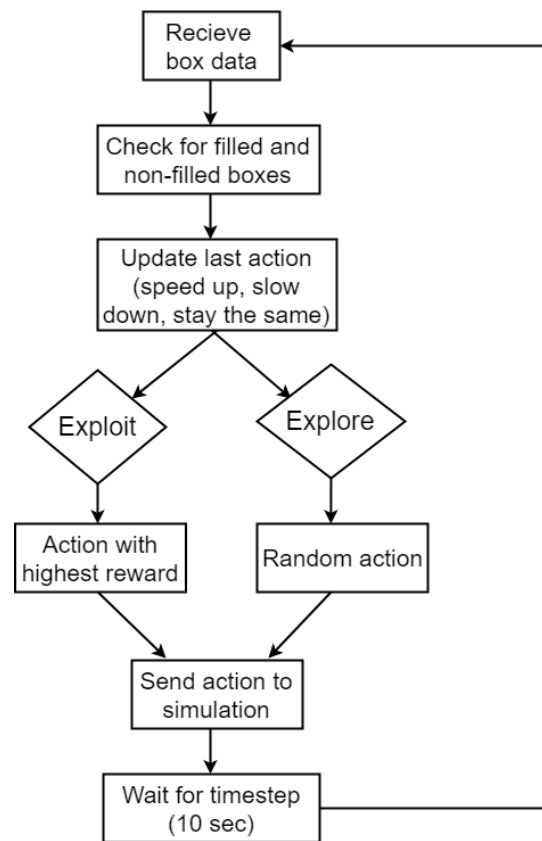 Recieve
box data
Check for filled and
non-filled boxes
Update last action
(speed up, slow
down, stay the same)
Exploit
Explore
Action with
highest reward
Random action
Send action to
simulation
Wait for timestep
(10 sec)